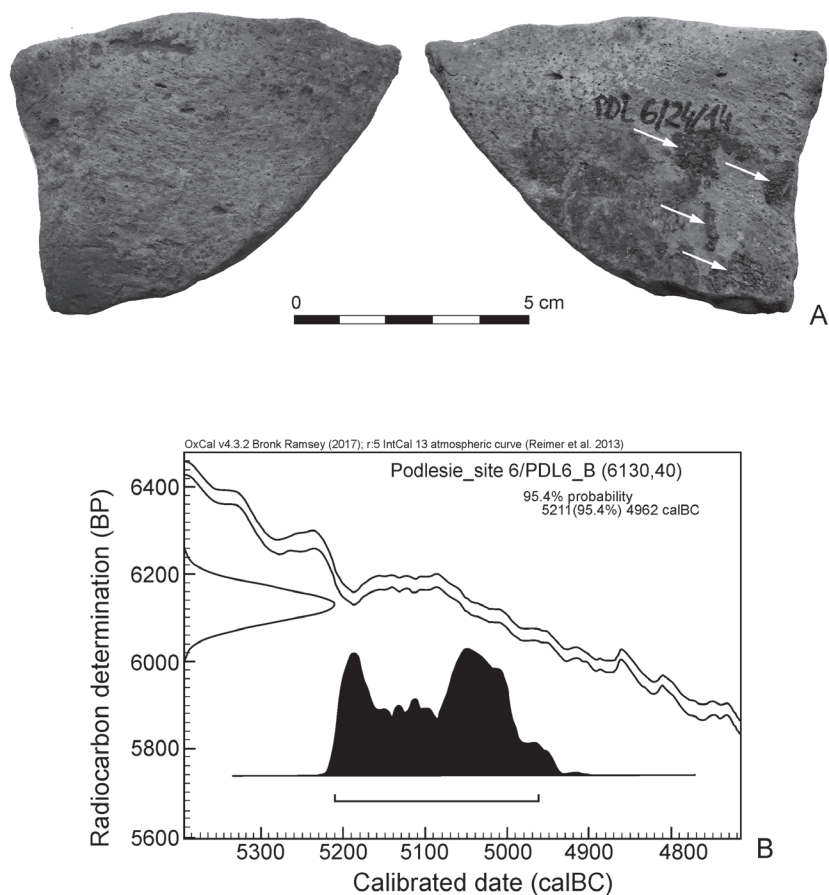 PDL 6/24/14
0 5 cm
A
OxCal v4.3.2 Bronk Ramsey (2017); r:5 IntCal 13 atmospheric curve (Reimer et al. 2013)
Podlesie_site 6/PDL6_B (6130,40)
95.4% probability
5211(95.4%) 4962 calBC
Radiocarbon determination (BP)
6400
6200
6000
5800
5600
5300 5200 5100 5000 4900 4800
B
Calibrated date (calBC)